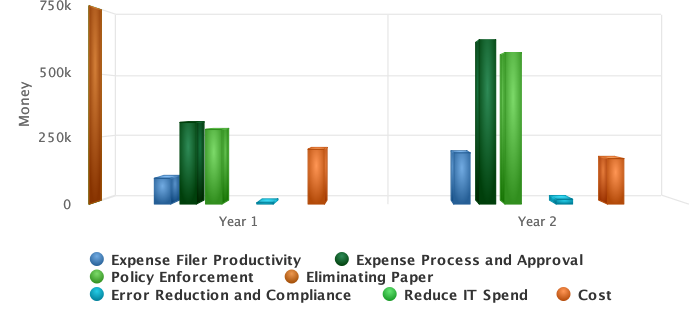 750k
500k
250k
0
Money
Year 1 Year 2
Expense Filer Productivity Expense Process and Approval
Policy Enforcement Eliminating Paper
Error Reduction and Compliance Reduce IT Spend Cost